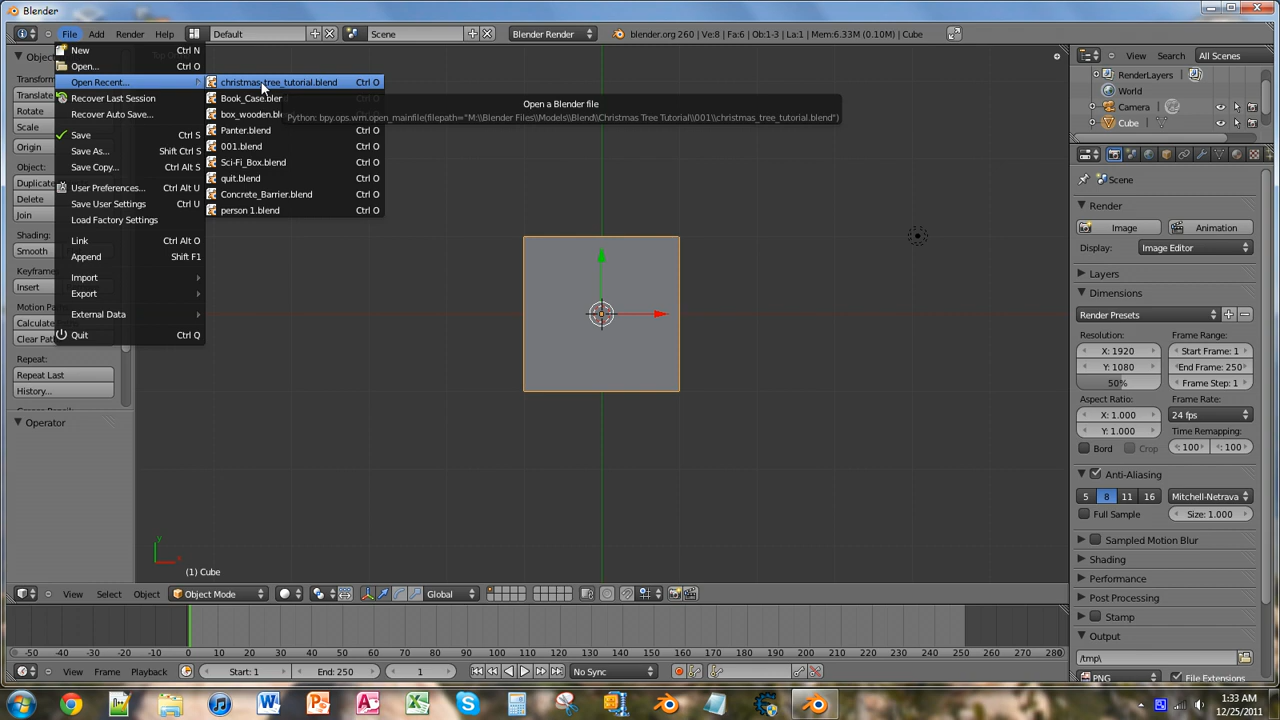 Blender
File Add Render Help Default Scene Blender Render blender.org 260 | Ve:8 | Fa:6 | Ob:1-3 | La:1 | Mem:6.33M (0.10M) | Cube
New Ctrl N
Open... Ctrl O
Open Recent...
Recover Last Session
Recover Auto Save...
Save Ctrl S
Save As... Shift Ctrl S
Save Copy... Ctrl Alt S
User Preferences... Ctrl Alt U
Save User Settings Ctrl U
Load Factory Settings
Link Ctrl Alt O
Append Shift F1
Import
Export
External Data
Quit Ctrl Q
christmas_tree_tutorial.blend Ctrl O
Book_Case.blen
box_wooden.ble
Panter.blend Ctrl O
001.blend Ctrl O
Sci-Fi_Box.blend Ctrl O
quit.blend Ctrl O
Concrete_Barrier.blend Ctrl O
person 1.blend Ctrl O
Open a Blender file
Python: bpy.ops.wm.open_mainfile(filepath="M:\\Blender Files\\Models\\Blend\\Christmas Tree Tutorial\\001\\christmas_tree_tutorial.blend")
Transform
Translate
Rotate
Scale
Origin
Object:
Duplicate
Delete
Join
Shading:
Smooth
Keyframe
Insert
Motion Pat
Calculate
Clear Path
Repeat:
Repeat Last
History...
Operator
y
x
(1) Cube
View Select Object Object Mode Global
-50 -40 -30 -20 -10 0 10 20 30 40 50 60 70 80 90 100 110 120 130 140 150 160 170 180 190 200 210 220 230 240 250 260 270 280
View Frame Playback Start: 1 End: 250 1 No Sync
View Search All Scenes
RenderLayers
World
Camera
Cube
Scene
Render
Image Animation
Display: Image Editor
Layers
Dimensions
Render Presets
Resolution: Frame Range:
X: 1920 Start Frame: 1
Y: 1080 End Frame: 250
50% Frame Step: 1
Aspect Ratio: Frame Rate:
X: 1.000 24 fps
Y: 1.000 Time Remapping:
Bord Crop : 100 : 100
Anti-Aliasing
5 8 11 16 Mitchell-Netrava
Full Sample Size: 1.000
Sampled Motion Blur
Shading
Performance
Post Processing
Stamp
Output
/tmp\
PNG File Extensions
1:33 AM
12/25/2011